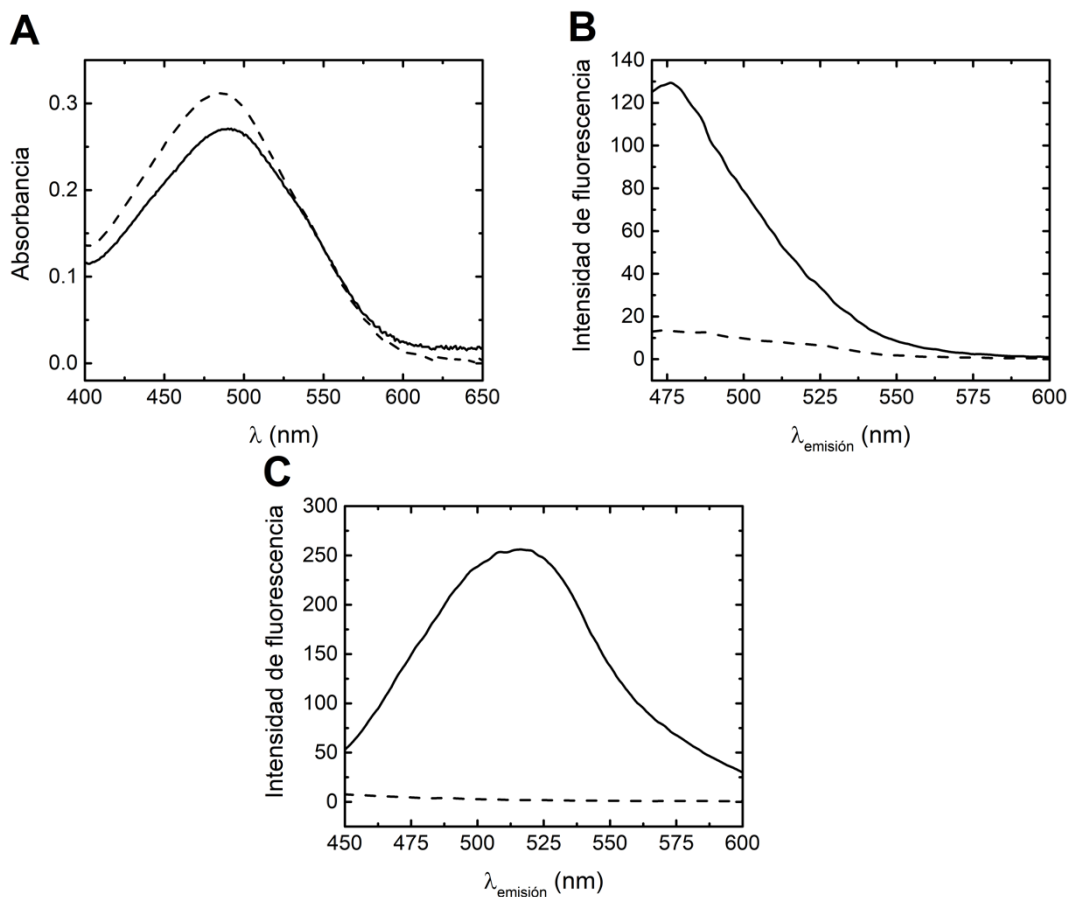 A
Absorbancia
0.3
0.2
0.1
0.0
400 450 500 550 600 650
λ (nm)
B
Intensidad de fluorescencia
140
130
120
100
80
60
40
20
0
475 500 525 550 575 600
λemisión (nm)
C
Intensidad de fluorescencia
300
250
200
150
100
50
0
450 475 500 525 550 575 600
λemisión (nm)